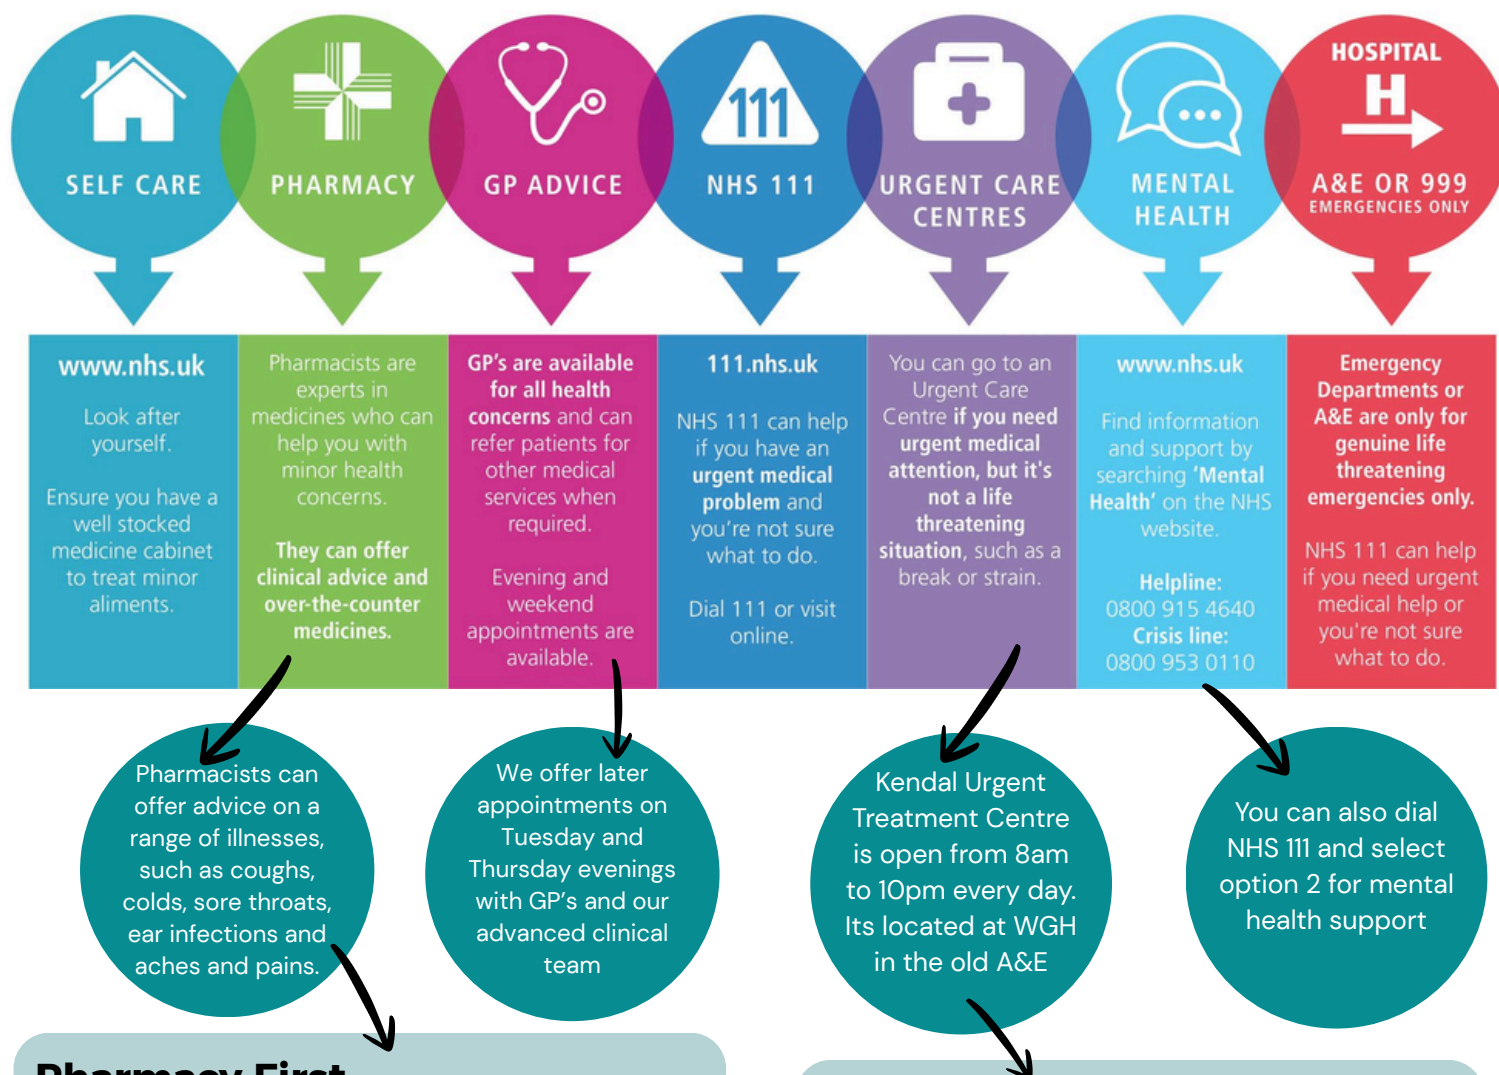 SELF CARE
PHARMACY
GP ADVICE
111
NHS 111
URGENT CARE
CENTRES
MENTAL
HEALTH
HOSPITAL
H
A&E OR 999
EMERGENCIES ONLY
www.nhs.uk
Look after
yourself.
Ensure you have a
well stocked
medicine cabinet
to treat minor
aliments.
Pharmacists are
experts in
medicines who can
help you with
minor health
concerns.
They can offer
clinical advice and
over-the-counter
medicines.
GP's are available
for all health
concerns and can
refer patients for
other medical
services when
required.
Evening and
weekend
appointments are
available.
111.nhs.uk
NHS 111 can help
if you have an
urgent medical
problem and
you're not sure
what to do.
Dial 111 or visit
online.
You can go to an
Urgent Care
Centre if you need
urgent medical
attention, but it's
not a life
threatening
situation, such as a
break or strain.
www.nhs.uk
Find information
and support by
searching 'Mental
Health' on the NHS
website.
Helpline:
0800 915 4640
Crisis line:
0800 953 0110
Emergency
Departments or
A&E are only for
genuine life
threatening
emergencies only.
NHS 111 can help
if you need urgent
medical help or
you're not sure
what to do.
Pharmacists can
offer advice on a
range of illnesses,
such as coughs,
colds, sore throats,
ear infections and
aches and pains.
We offer later
appointments on
Tuesday and
Thursday evenings
with GP's and our
advanced clinical
team
Kendal Urgent
Treatment Centre
is open from 8am
to 10pm every day.
Its located at WGH
in the old A&E
You can also dial
NHS 111 and select
option 2 for mental
health support
Pharmacy First